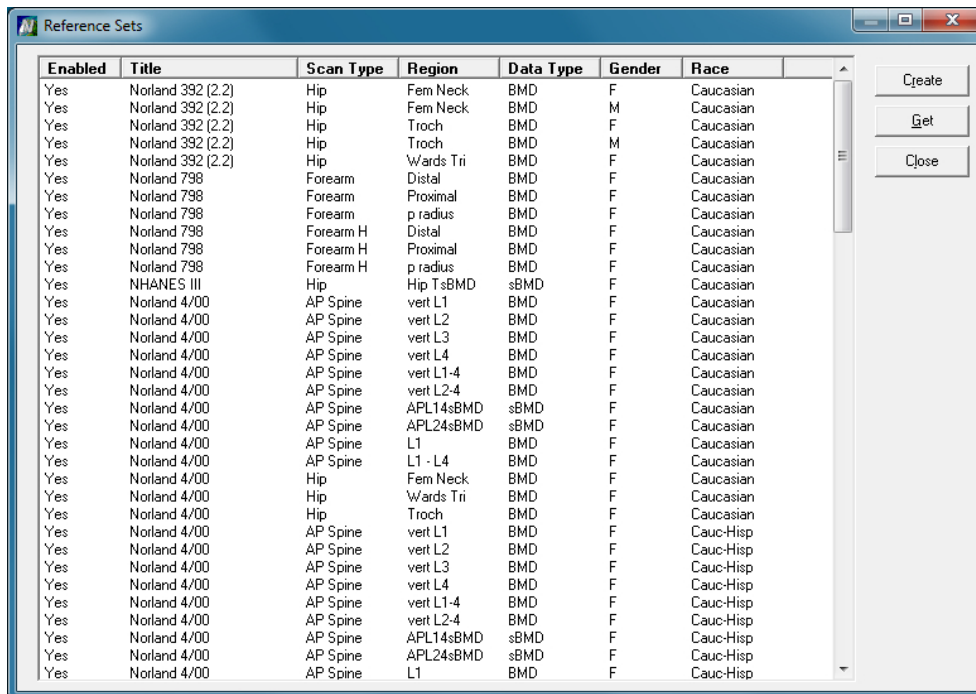 Reference Sets
Enabled Title Scan Type Region Data Type Gender Race
Yes Norland 392 (2.2) Hip Fem Neck BMD F Caucasian
Yes Norland 392 (2.2) Hip Fem Neck BMD M Caucasian
Yes Norland 392 (2.2) Hip Troch BMD F Caucasian
Yes Norland 392 (2.2) Hip Troch BMD M Caucasian
Yes Norland 392 (2.2) Hip Wards Tri BMD F Caucasian
Yes Norland 798 Forearm Distal BMD F Caucasian
Yes Norland 798 Forearm Proximal BMD F Caucasian
Yes Norland 798 Forearm p radius BMD F Caucasian
Yes Norland 798 Forearm H Distal BMD F Caucasian
Yes Norland 798 Forearm H Proximal BMD F Caucasian
Yes Norland 798 Forearm H p radius BMD F Caucasian
Yes NHANES III Hip Hip TsBMD sBMD F Caucasian
Yes Norland 4/00 AP Spine vert L1 BMD F Caucasian
Yes Norland 4/00 AP Spine vert L2 BMD F Caucasian
Yes Norland 4/00 AP Spine vert L3 BMD F Caucasian
Yes Norland 4/00 AP Spine vert L4 BMD F Caucasian
Yes Norland 4/00 AP Spine vert L1-4 BMD F Caucasian
Yes Norland 4/00 AP Spine vert L2-4 BMD F Caucasian
Yes Norland 4/00 AP Spine APL14sBMD sBMD F Caucasian
Yes Norland 4/00 AP Spine APL24sBMD sBMD F Caucasian
Yes Norland 4/00 AP Spine L1 BMD F Caucasian
Yes Norland 4/00 AP Spine L1 - L4 BMD F Caucasian
Yes Norland 4/00 Hip Fem Neck BMD F Caucasian
Yes Norland 4/00 Hip Wards Tri BMD F Caucasian
Yes Norland 4/00 Hip Troch BMD F Caucasian
Yes Norland 4/00 AP Spine vert L1 BMD F Cauc-Hisp
Yes Norland 4/00 AP Spine vert L2 BMD F Cauc-Hisp
Yes Norland 4/00 AP Spine vert L3 BMD F Cauc-Hisp
Yes Norland 4/00 AP Spine vert L4 BMD F Cauc-Hisp
Yes Norland 4/00 AP Spine vert L1-4 BMD F Cauc-Hisp
Yes Norland 4/00 AP Spine vert L2-4 BMD F Cauc-Hisp
Yes Norland 4/00 AP Spine APL14sBMD sBMD F Cauc-Hisp
Yes Norland 4/00 AP Spine APL24sBMD sBMD F Cauc-Hisp
Yes Norland 4/00 AP Spine L1 BMD F Cauc-Hisp
Create
Get
Close